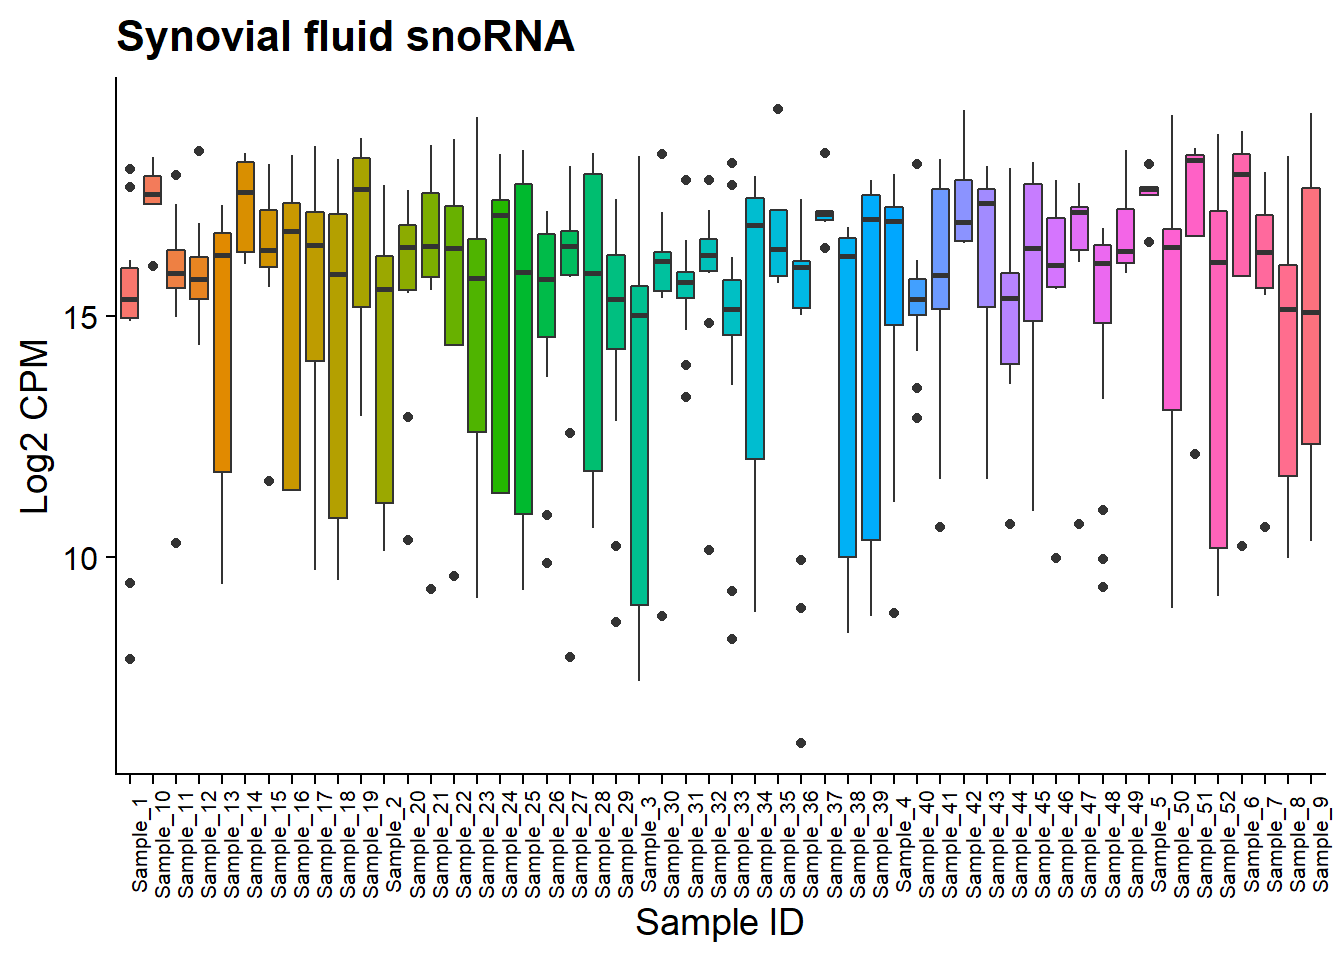 Synovial fluid snoRNA
Log2 CPM
15
10
Sample_1
Sample_10
Sample_11
Sample_12
Sample_13
Sample_14
Sample_15
Sample_16
Sample_17
Sample_18
Sample_19
Sample_2
Sample_20
Sample_21
Sample_22
Sample_23
Sample_24
Sample_25
Sample_26
Sample_27
Sample_28
Sample_29
Sample_3
Sample_30
Sample_31
Sample_32
Sample_33
Sample_34
Sample_35
Sample_36
Sample_37
Sample_38
Sample_39
Sample_4
Sample_40
Sample_41
Sample_42
Sample_43
Sample_44
Sample_45
Sample_46
Sample_47
Sample_48
Sample_49
Sample_5
Sample_50
Sample_51
Sample_52
Sample_6
Sample_7
Sample_8
Sample_9
Sample ID